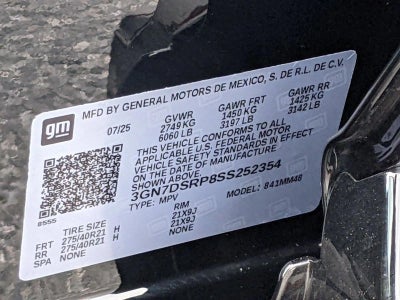 gm
MFD BY GENERAL MOTORS DE MEXICO, S. DE R.L. DE C.V.
07/25
GVWR
2749 KG
6060 LB
GAWR FRT
1450 KG
3197 LB
GAWR RR
1425 KG
3142 LB
THIS VEHICLE CONFORMS TO ALL
APPLICABLE U.S. FEDERAL MOTOR
VEHICLE SAFETY STANDARDS IN EFFECT
ON THE DATE OF MANUFACTURE
SHOWN ABOVE.
3GN7DSRP8SS252354
TYPE: MPV
MODEL: 841MM48
8555
TIRE SIZE
RIM
FRT 275/40R21 H 21X9J
RR 275/40R21 H 21X9J
SPA NONE NONE